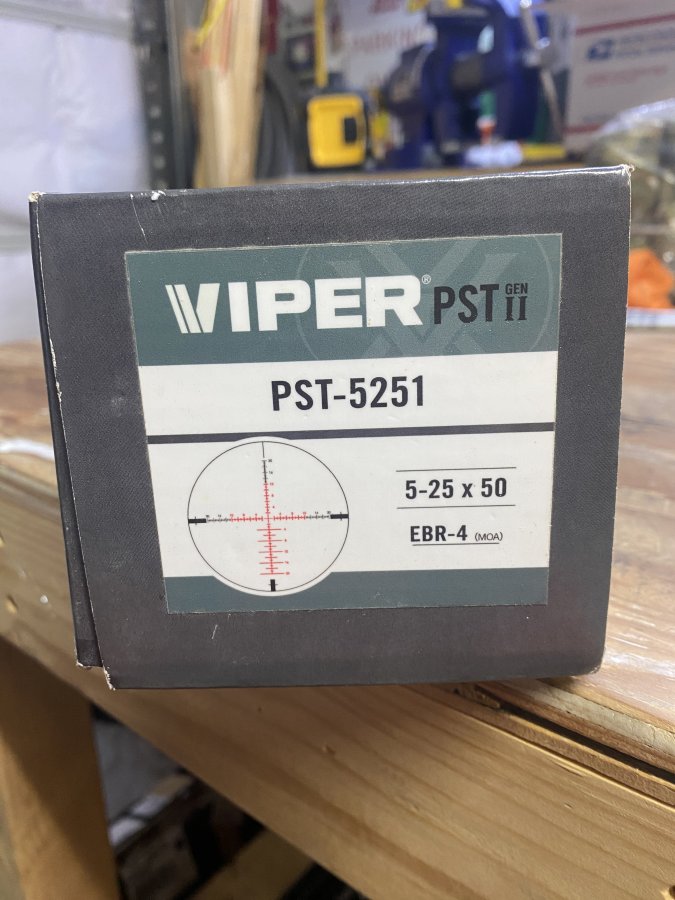 VIPER® PST GEN II
PST-5251
5-25 x 50
EBR-4 (MOA)